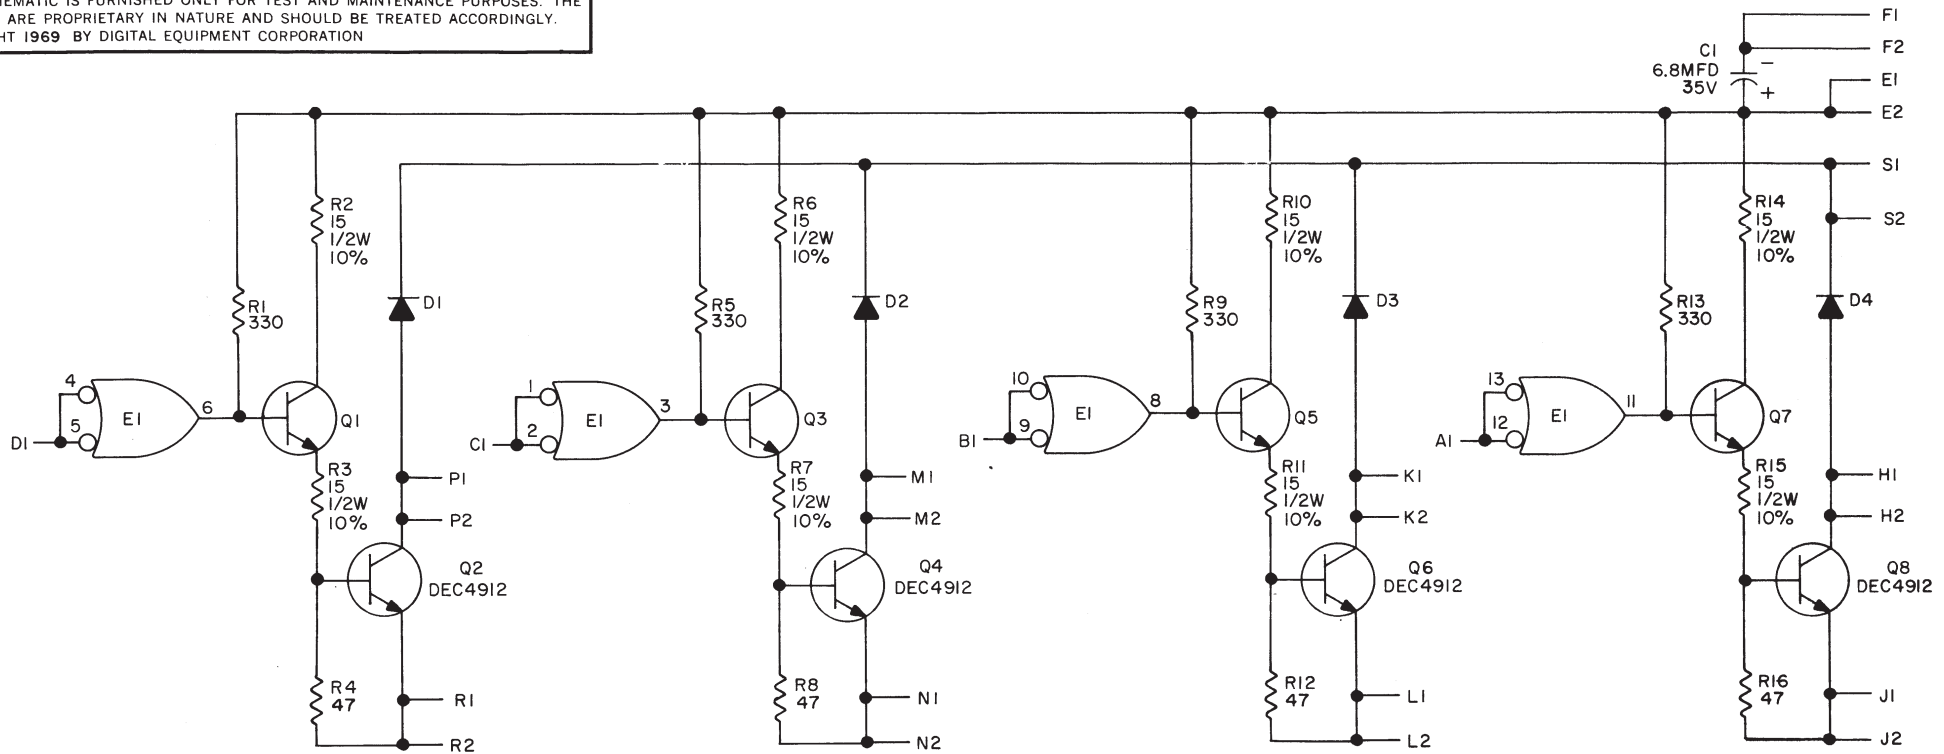 EMATIC IS FURNISHED ONLY FOR TEST AND MAINTENANCE PURPOSES. THE
ARE PROPRIETARY IN NATURE AND SHOULD BE TREATED ACCORDINGLY.
HT 1969 BY DIGITAL EQUIPMENT CORPORATION
F1
F2
C1
6.8MFD
35V
−
+
E1
E2
S1
S2
R2
15
1/2W
10%
R1
330
D1
4
5
E1
6
D1
Q1
R3
15
1/2W
10%
P1
P2
Q2
DEC4912
R4
47
R1
R2
R6
15
1/2W
10%
R5
330
D2
1
2
E1
3
C1
Q3
R7
15
1/2W
10%
M1
M2
Q4
DEC4912
R8
47
N1
N2
R10
15
1/2W
10%
R9
330
D3
10
9
E1
8
B1
Q5
R11
15
1/2W
10%
K1
K2
Q6
DEC4912
R12
47
L1
L2
R14
15
1/2W
10%
R13
330
D4
13
12
E1
11
A1
Q7
R15
15
1/2W
10%
H1
H2
Q8
DEC4912
R16
47
J1
J2